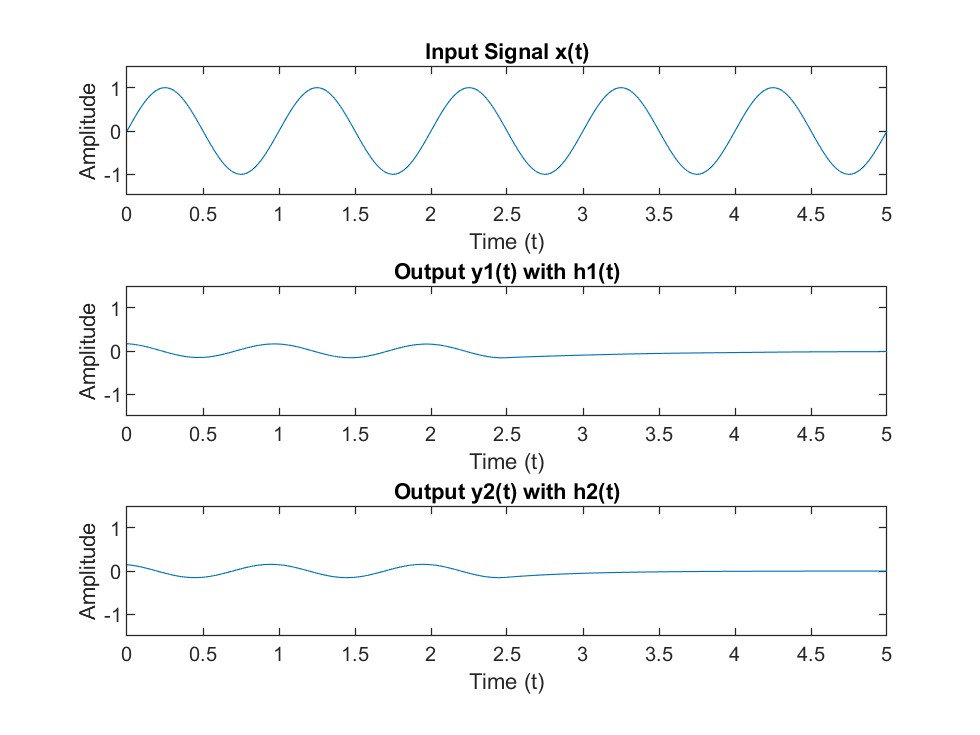 Input Signal x(t)
Amplitude
1
0
-1
0 0.5 1 1.5 2 2.5 3 3.5 4 4.5 5
Time (t)
Output y1(t) with h1(t)
Amplitude
1
0
-1
0 0.5 1 1.5 2 2.5 3 3.5 4 4.5 5
Time (t)
Output y2(t) with h2(t)
Amplitude
1
0
-1
0 0.5 1 1.5 2 2.5 3 3.5 4 4.5 5
Time (t)